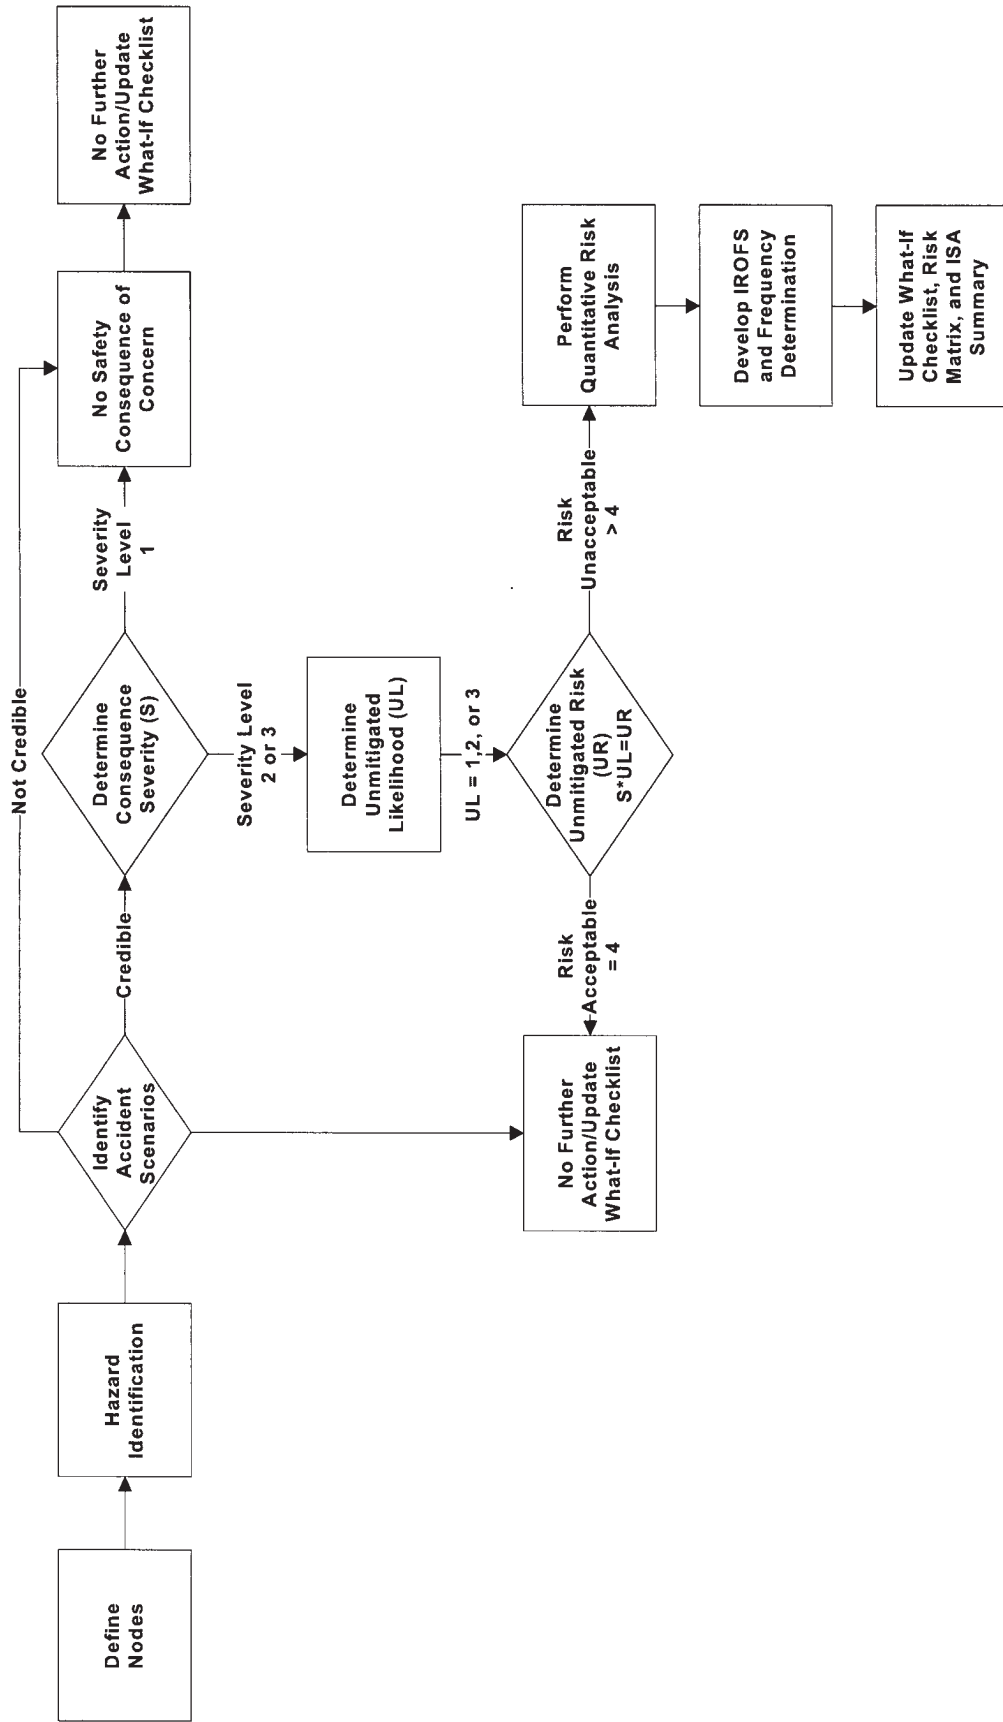 Define
Nodes
Hazard
Identification
Identify
Accident
Scenarios
Not Credible
Credible
Determine
Consequence
Severity (S)
Severity
Level
1
No Safety
Consequence of
Concern
No Further
Action/Update
What-If Checklist
Severity Level
2 or 3
Determine
Unmitigated
Likelihood (UL)
UL = 1,2, or 3
Determine
Unmitigated Risk
(UR)
S*UL=UR
Risk
Acceptable
= 4
No Further
Action/Update
What-If Checklist
Risk
Unacceptable
> 4
Perform
Quantitative Risk
Analysis
Develop IROFS
and Frequency
Determination
Update What-If
Checklist, Risk
Matrix, and ISA
Summary